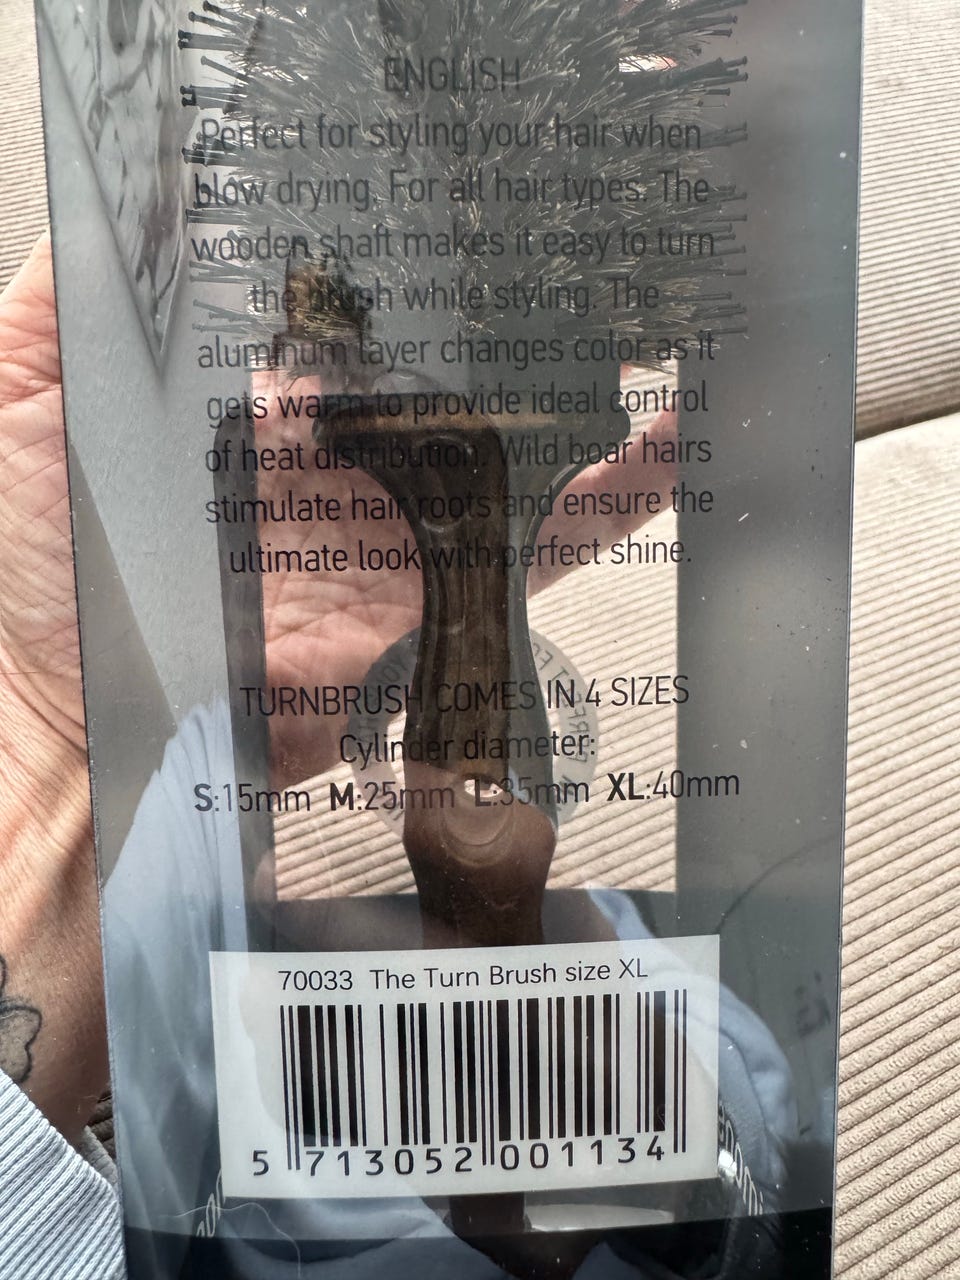 ENGLISH
Perfect for styling your hair when
blow drying. For all hair types. The
wooden shaft makes it easy to turn
the brush while styling. The
aluminum layer changes color as it
gets warm to provide ideal control
of heat distribution. Wild boar hairs
stimulate hair roots and ensure the
ultimate look with perfect shine.
TURNBRUSH COMES IN 4 SIZES
Cylinder diameter:
S:15mm M:25mm L:35mm XL:40mm
70033 The Turn Brush size XL
5 713052 001134